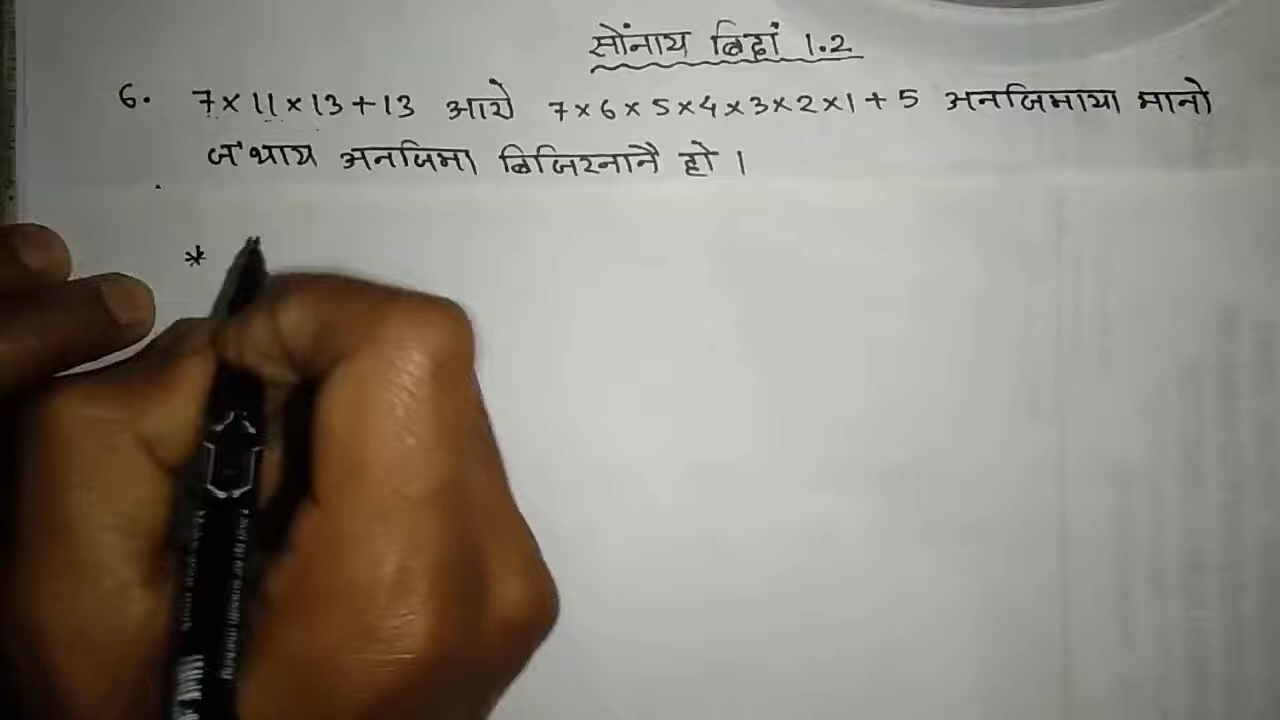 सोंनाय बिदां 1.2
6. 7×11×13+13 आरो 7×6×5×4×3×2×1+5 अनजिमाया मानो
ज'थाय अनजिमा बिजिरनानै हो ।
*